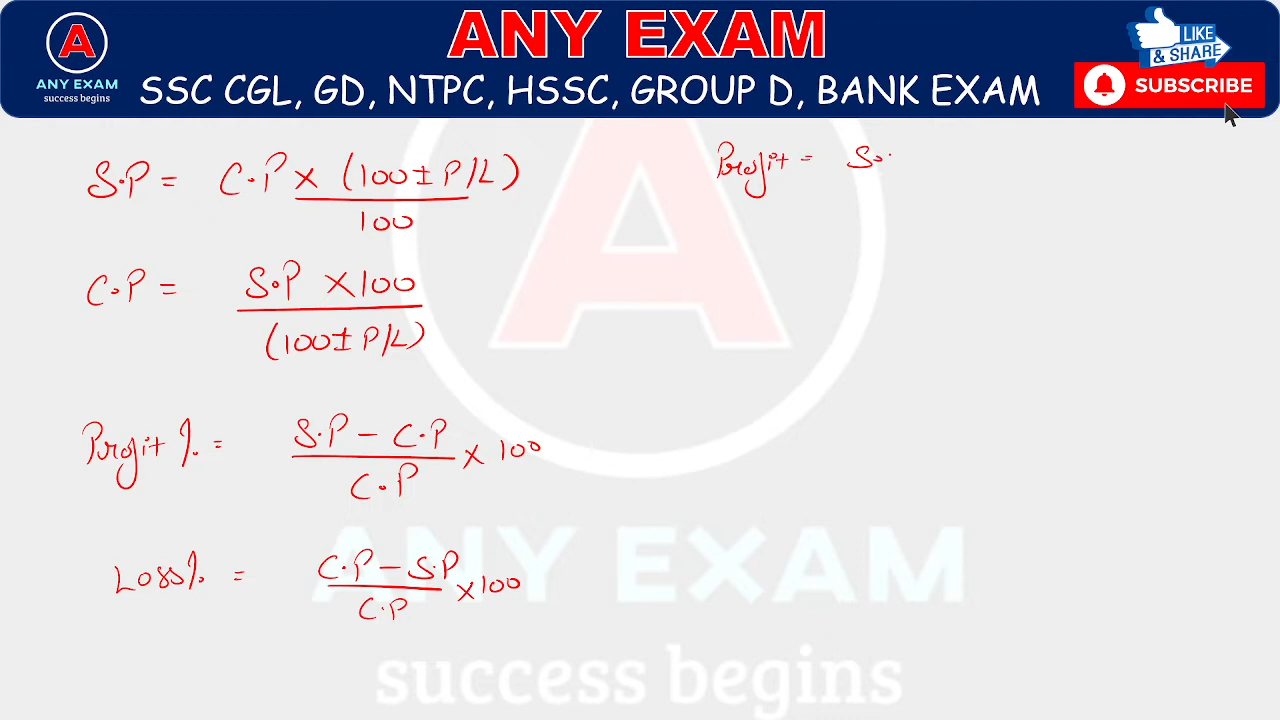 ANY EXAM
SSC CGL, GD, NTPC, HSSC, GROUP D, BANK EXAM
A
ANY EXAM
success begins
LIKE
& SHARE
SUBSCRIBE
S.P = C.P × (100 ± P/L)
100
C.P = S.P × 100
(100 ± P/L)
Profit % = S.P - C.P × 100
C.P
Loss % = C.P - S.P × 100
C.P
Profit = S.
A
ANY EXAM
success begins